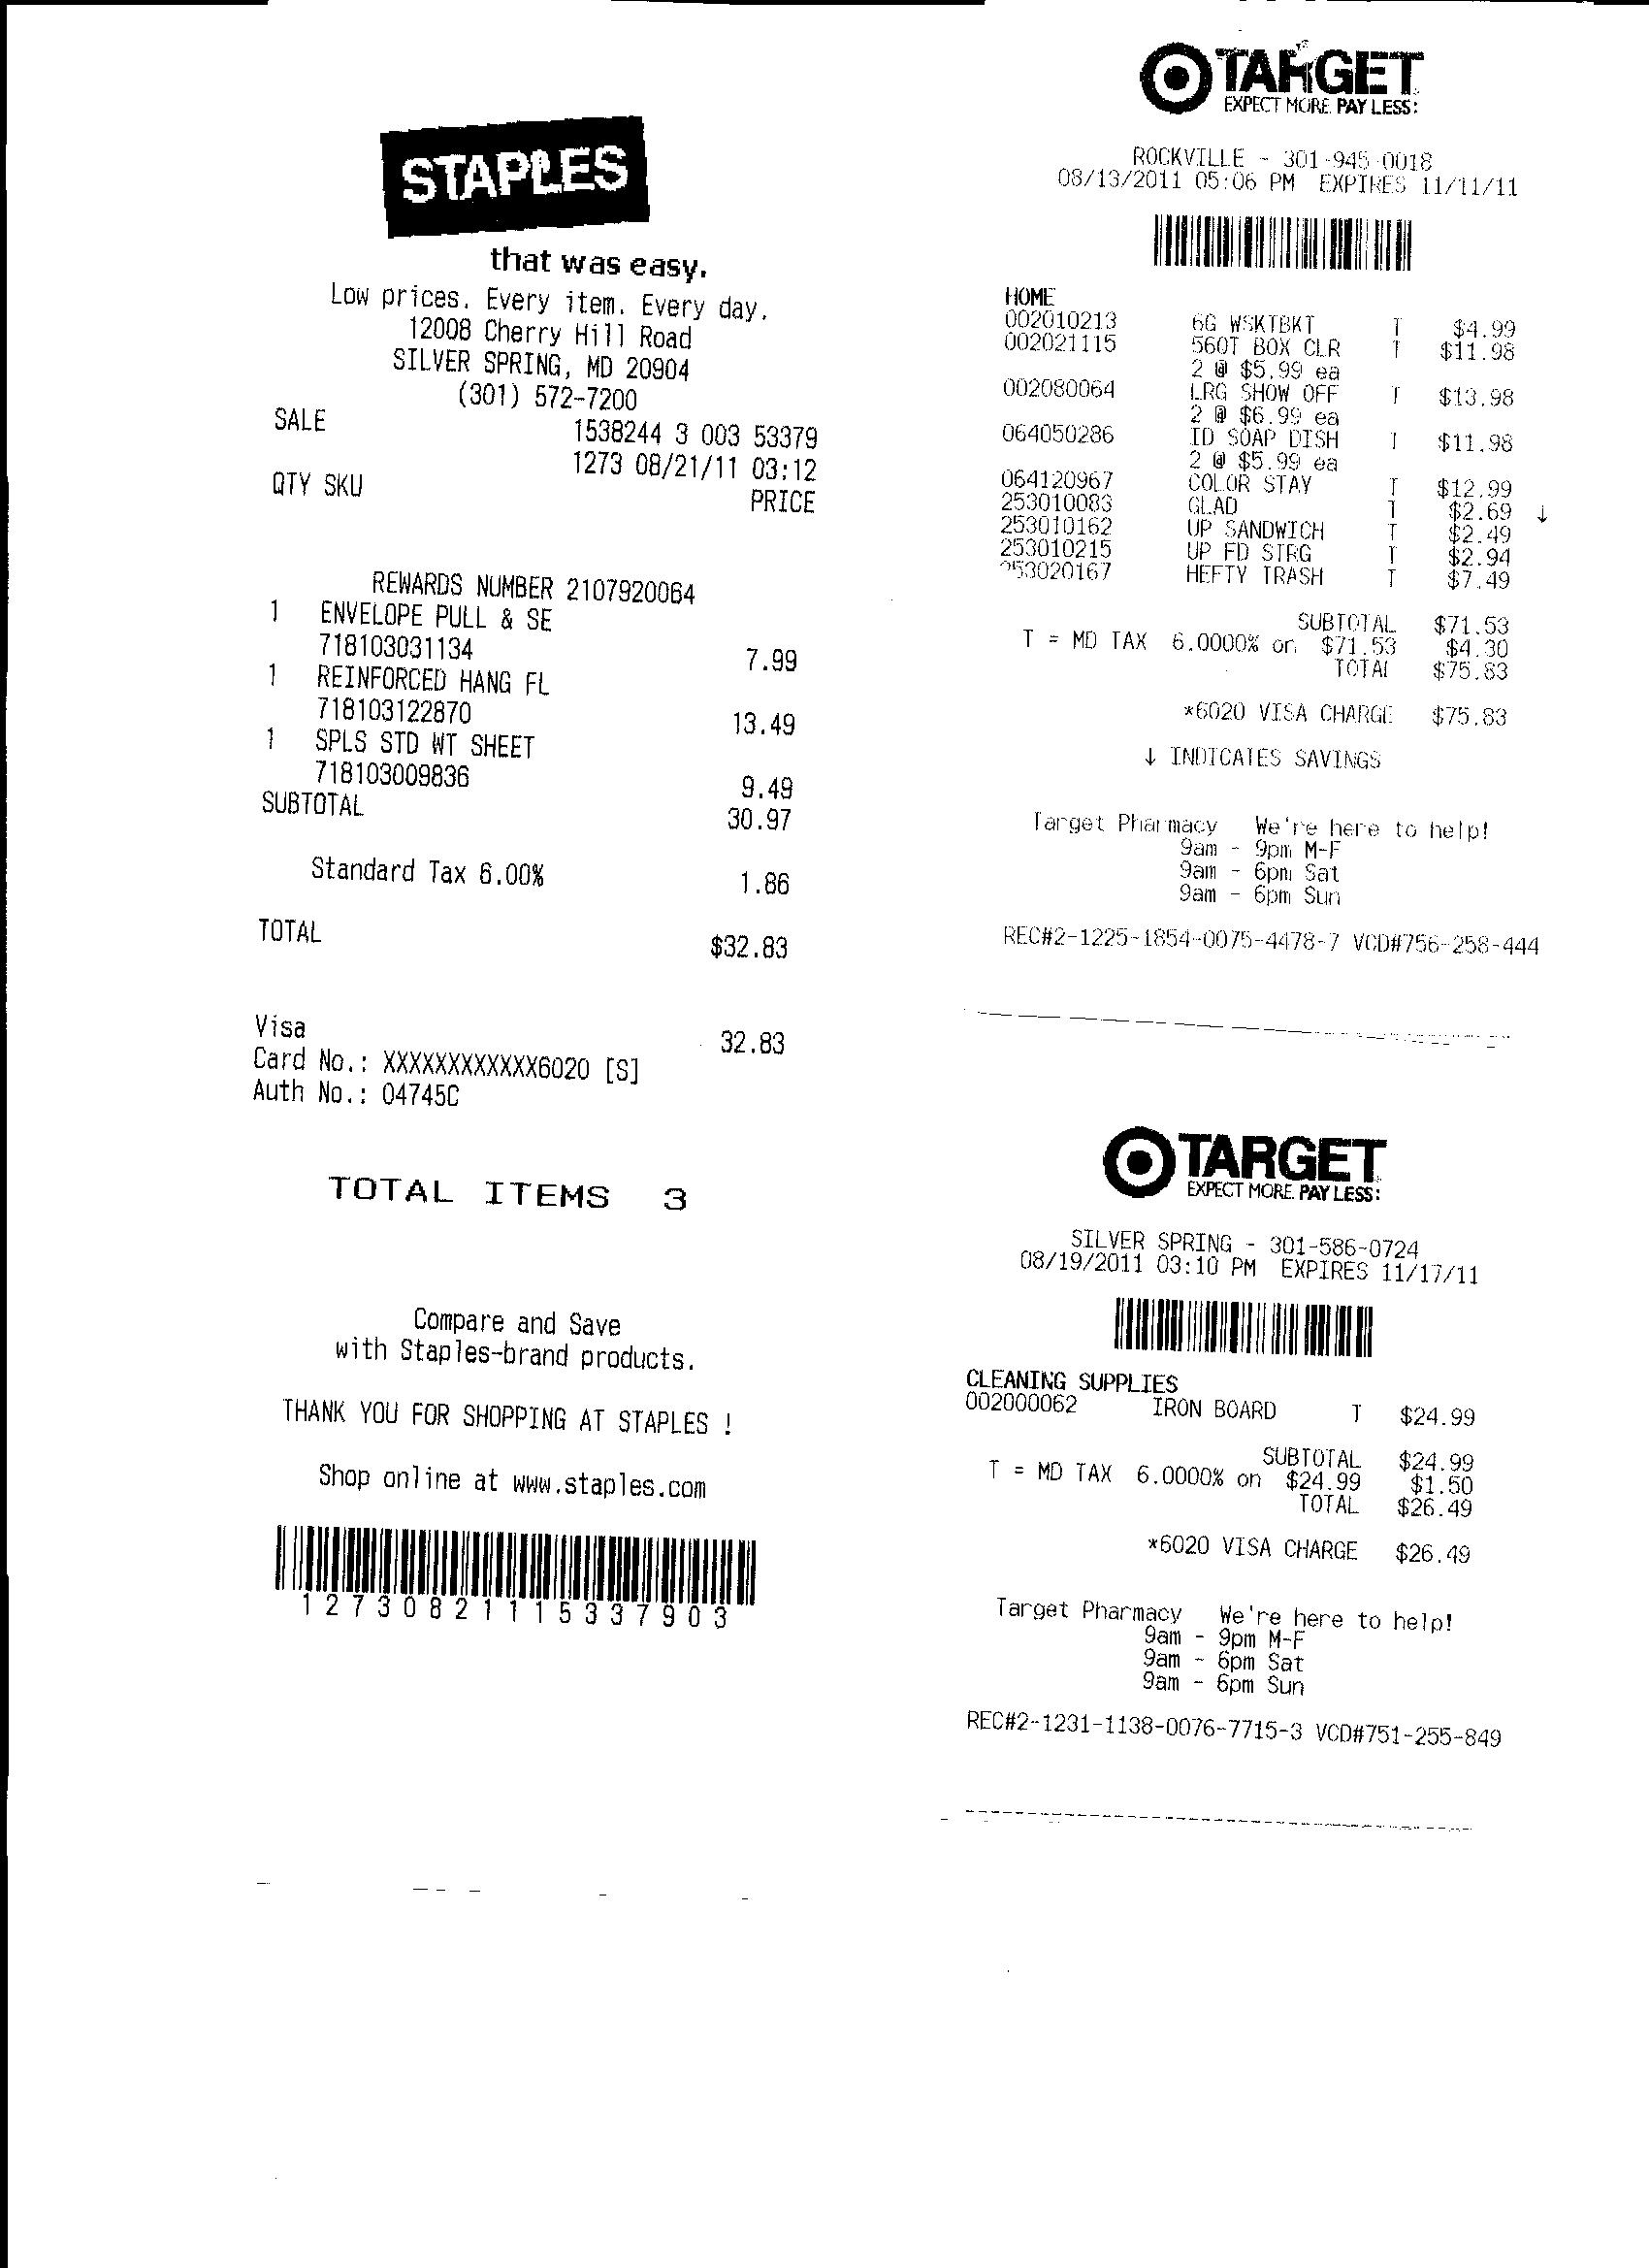 STAPLES
that was easy.
Low prices. Every item. Every day.
12008 Cherry Hill Road
SILVER SPRING, MD 20904
(301) 572-7200
SALE 1538244 3 003 53379
1273 08/21/11 03:12
QTY SKU PRICE
REWARDS NUMBER 2107920064
1 ENVELOPE PULL & SE
718103031134 7.99
1 REINFORCED HANG FL
718103122870 13.49
1 SPLS STD WT SHEET
718103009836 9.49
SUBTOTAL 30.97
Standard Tax 6.00% 1.86
TOTAL $32.83
Visa 32.83
Card No.: XXXXXXXXXXXX6020 [S]
Auth No.: 04745C
TOTAL ITEMS 3
Compare and Save
with Staples-brand products.
THANK YOU FOR SHOPPING AT STAPLES !
Shop online at www.staples.com
12730821115337903
TARGET
EXPECT MORE. PAY LESS.
ROCKVILLE - 301-945-0018
08/13/2011 05:06 PM EXPIRES 11/11/11
HOME
002010213 6G WSKTBKT T $4.99
002021115 560T BOX CLR T $11.98
2 @ $5.99 ea
002080064 LRG SHOW OFF T $13.98
2 @ $6.99 ea
064050286 ID SOAP DISH T $11.98
2 @ $5.99 ea
064120967 COLOR STAY T $12.99
253010083 GLAD T $2.69 ↓
253010162 UP SANDWICH T $2.49
253010215 UP FD STRG T $2.94
253020167 HEFTY TRASH T $7.49
SUBTOTAL $71.53
T = MD TAX 6.0000% on $71.53 $4.30
TOTAL $75.83
*6020 VISA CHARGE $75.83
↓ INDICATES SAVINGS
Target Pharmacy We're here to help!
9am - 9pm M-F
9am - 6pm Sat
9am - 6pm Sun
REC#2-1225-1854-0075-4478-7 VCD#756-258-444
TARGET
EXPECT MORE. PAY LESS.
SILVER SPRING - 301-586-0724
08/19/2011 03:10 PM EXPIRES 11/17/11
CLEANING SUPPLIES
002000062 IRON BOARD T $24.99
SUBTOTAL $24.99
T = MD TAX 6.0000% on $24.99 $1.50
TOTAL $26.49
*6020 VISA CHARGE $26.49
Target Pharmacy We're here to help!
9am - 9pm M-F
9am - 6pm Sat
9am - 6pm Sun
REC#2-1231-1138-0076-7715-3 VCD#751-255-849